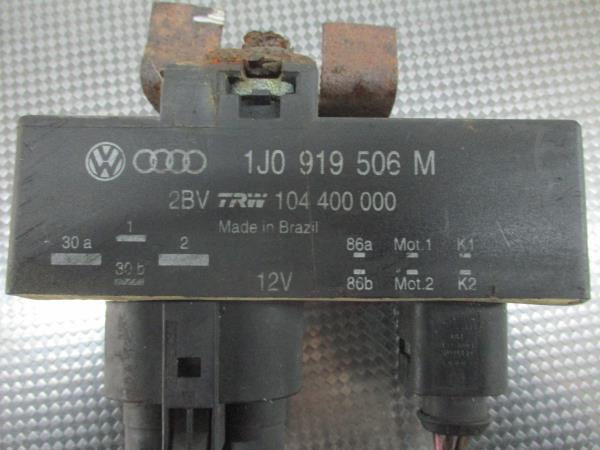 1J0 919 506 M
2BV TRW 104 400 000
Made in Brazil
30 a 1 2 86a Mot.1 K1
30 b 12V 86b Mot.2 K2